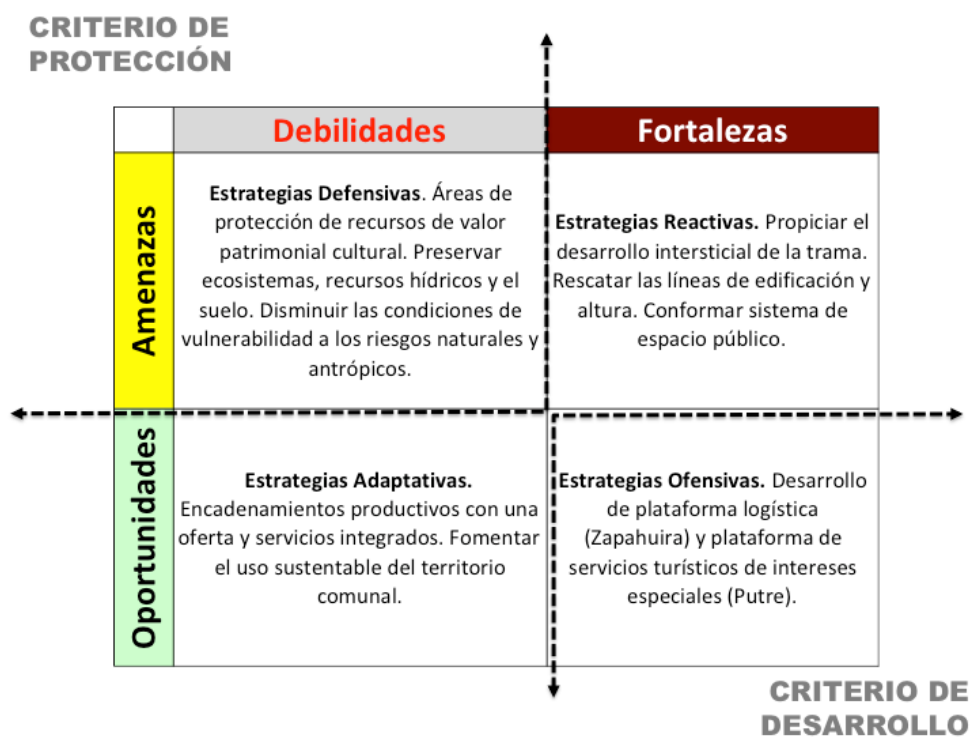 CRITERIO DE
PROTECCIÓN
Debilidades
Fortalezas
Amenazas
Estrategias Defensivas. Áreas de
protección de recursos de valor
patrimonial cultural. Preservar
ecosistemas, recursos hídricos y el
suelo. Disminuir las condiciones de
vulnerabilidad a los riesgos naturales y
antrópicos.
Estrategias Reactivas. Propiciar el
desarrollo intersticial de la trama.
Rescatar las líneas de edificación y
altura. Conformar sistema de
espacio público.
Oportunidades
Estrategias Adaptativas.
Encadenamientos productivos con una
oferta y servicios integrados. Fomentar
el uso sustentable del territorio
comunal.
Estrategias Ofensivas. Desarrollo
de plataforma logística
(Zapahuira) y plataforma de
servicios turísticos de intereses
especiales (Putre).
CRITERIO DE
DESARROLLO